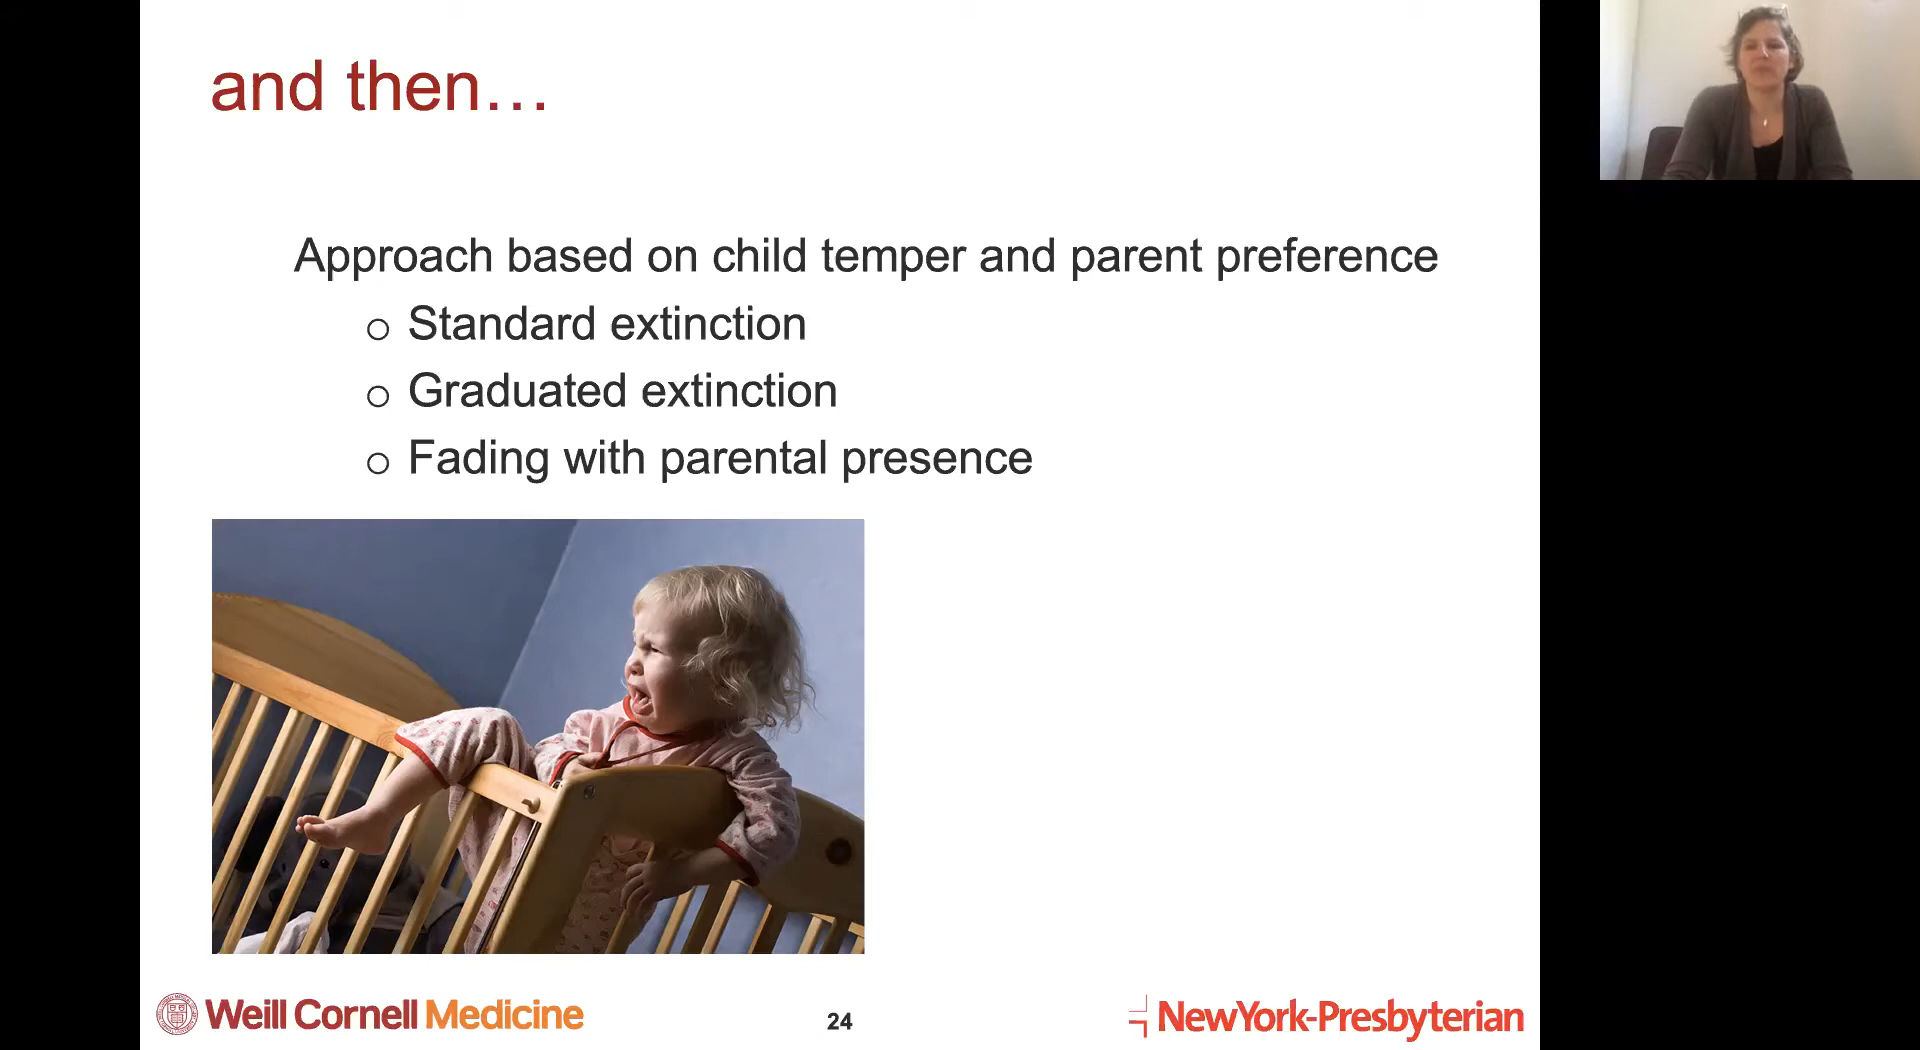 and then…
Approach based on child temper and parent preference
Standard extinction
Graduated extinction
Fading with parental presence
Weill Cornell Medicine
24
NewYork-Presbyterian